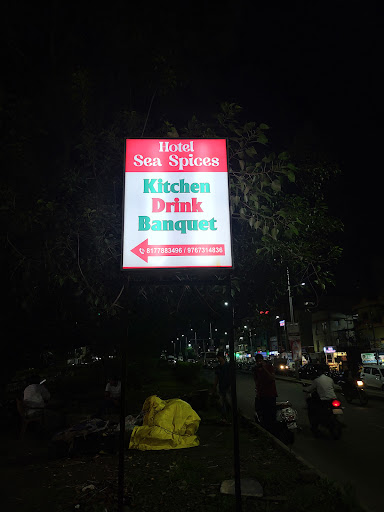 Hotel
Sea Spices
Kitchen
Drink
Banquet
8177883496 / 9767314836